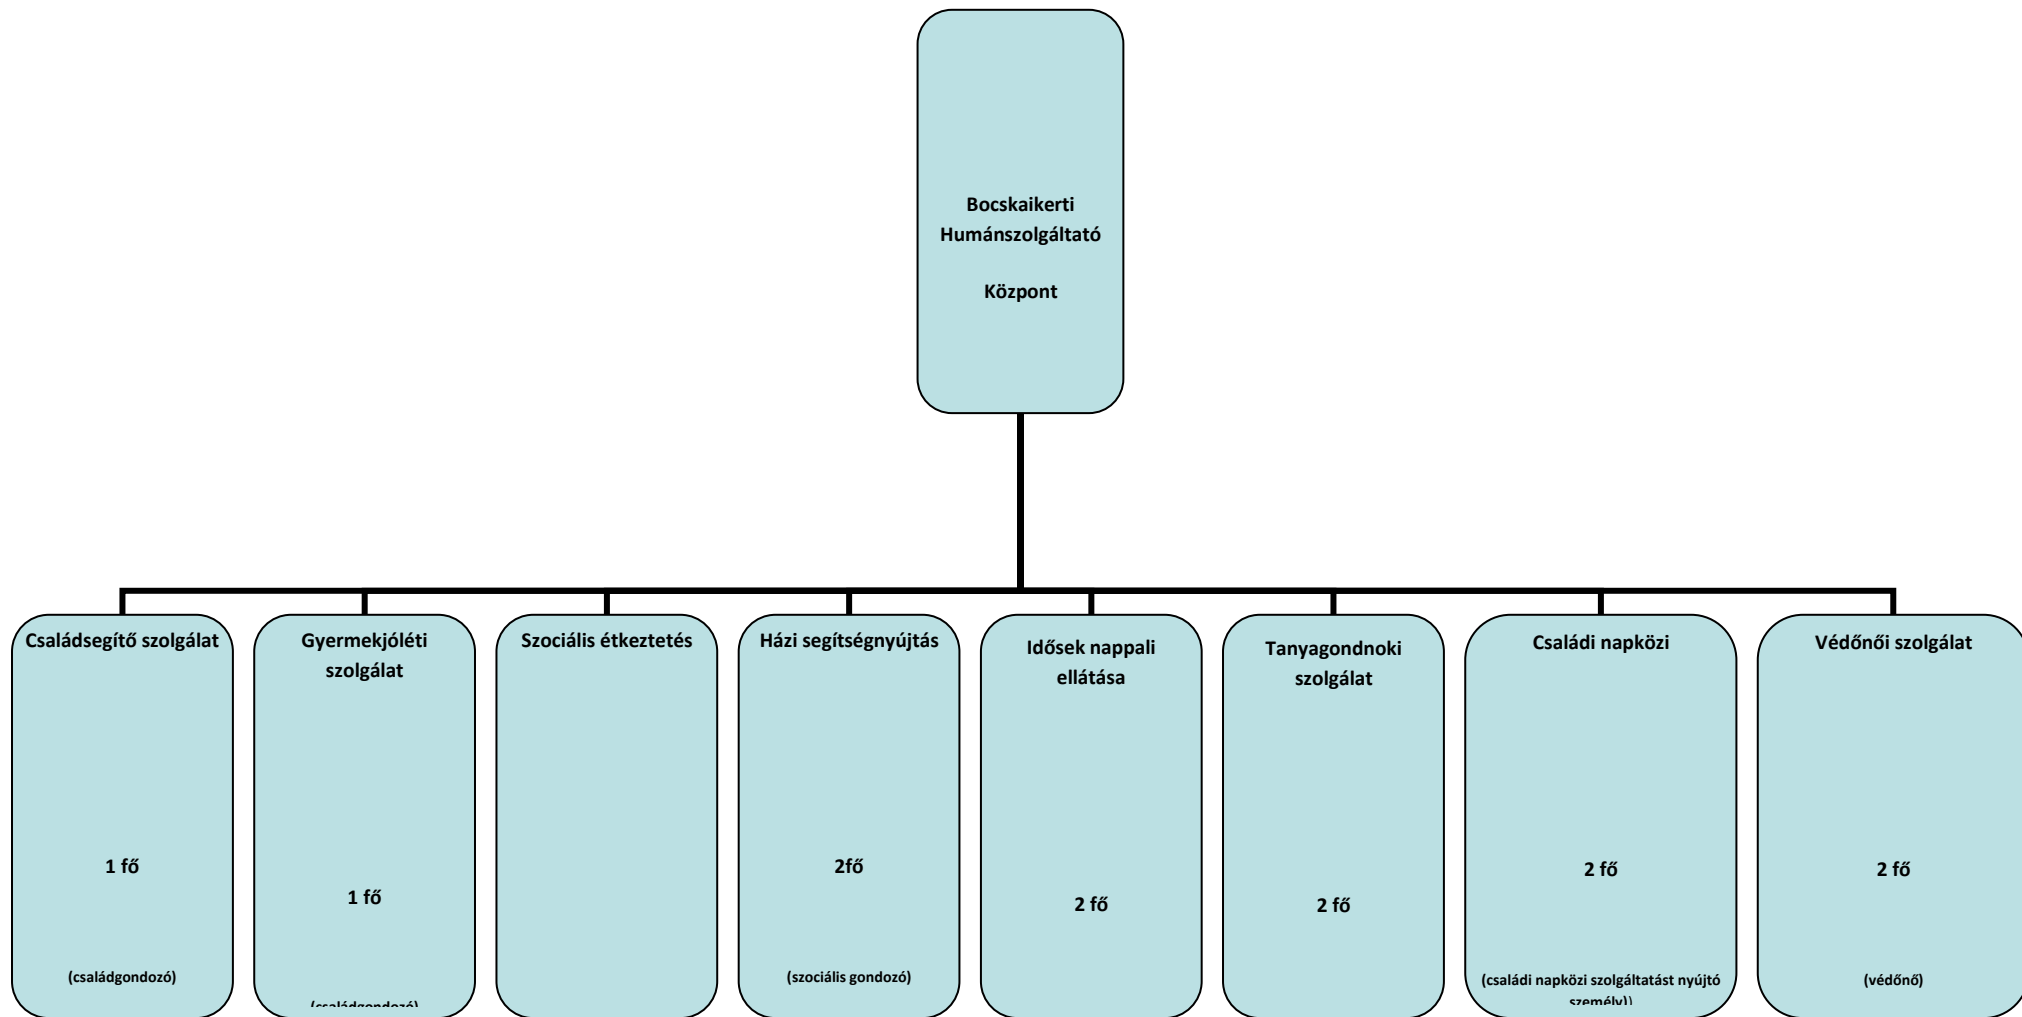 Bocskaikerti
Humánszolgáltató
Központ
Családsegítő szolgálat
1 fő
(családgondozó)
Gyermekjóléti
szolgálat
1 fő
(családgondozó)
Szociális étkeztetés
Házi segítségnyújtás
2fő
(szociális gondozó)
Idősek nappali
ellátása
2 fő
Tanyagondnoki
szolgálat
2 fő
Családi napközi
2 fő
(családi napközi szolgáltatást nyújtó
személy))
Védőnői szolgálat
2 fő
(védőnő)